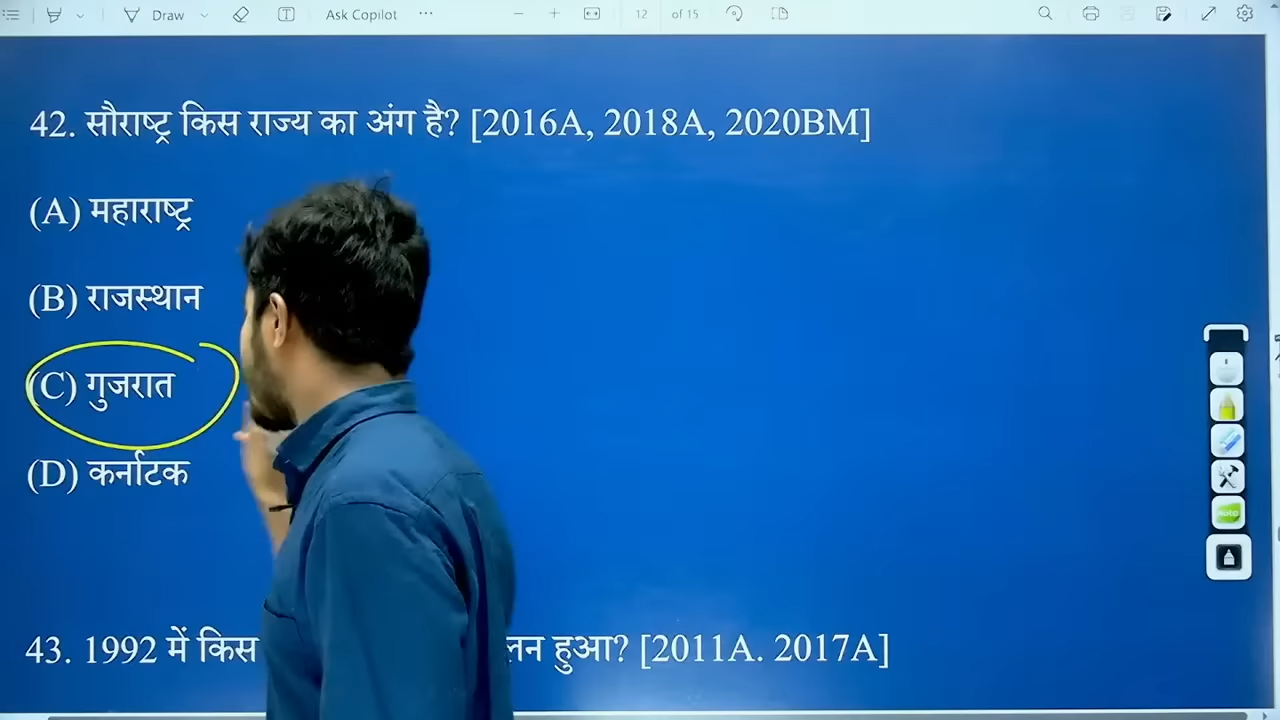 Draw Ask Copilot 12 of 15
42. सौराष्ट्र किस राज्य का अंग है? [2016A, 2018A, 2020BM]
(A) महाराष्ट्र
(B) राजस्थान
(C) गुजरात
(D) कर्नाटक
43. 1992 में किस लन हुआ? [2011A. 2017A]